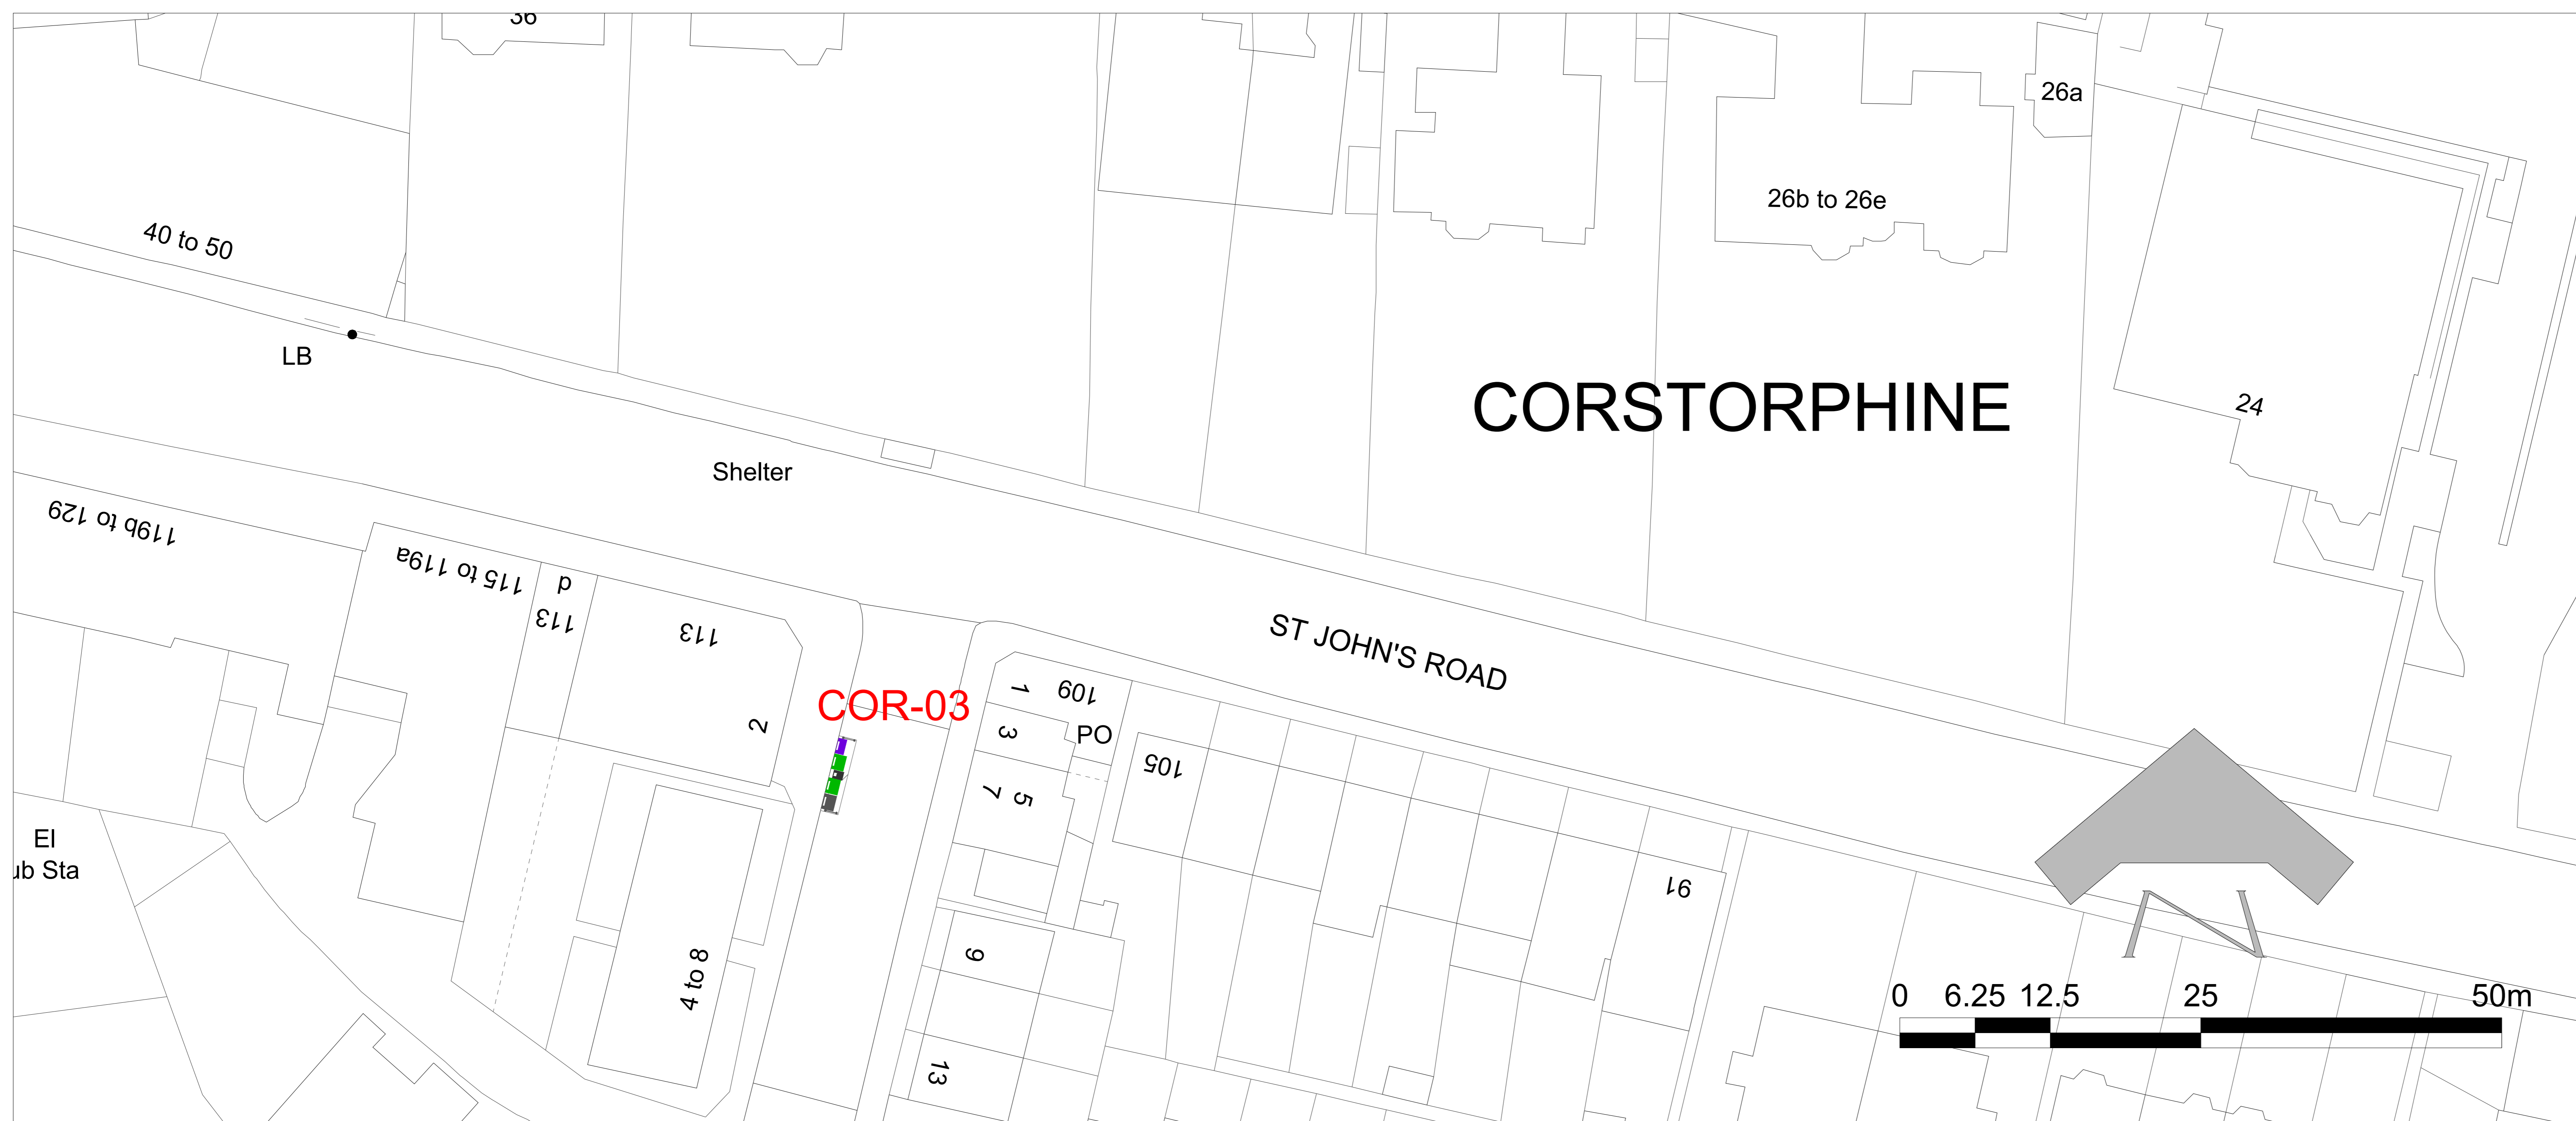 36
26a
26b to 26e
40 to 50
LB
CORSTORPHINE
24
Shelter
119b to 129
115 to 119a
d
113
113
ST JOHN'S ROAD
COR-03
1
109
2
3
PO
105
7
5
El
ub Sta
91
9
4 to 8
13
N
0 6.25 12.5 25 50m